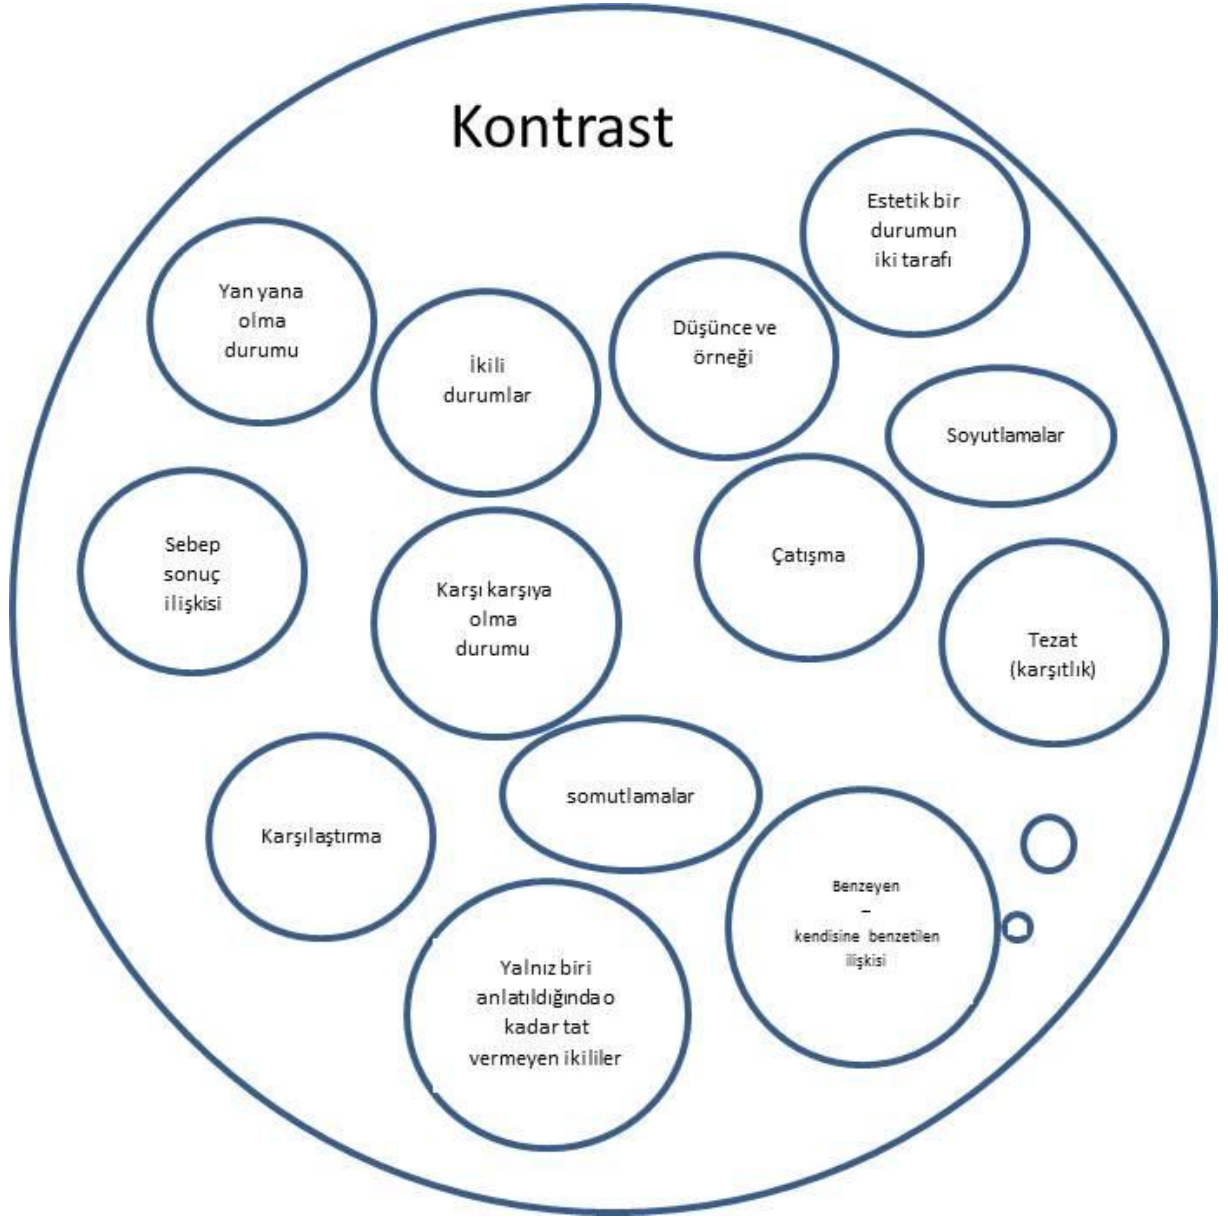 Kontrast
Estetik bir
durumun
iki tarafı
Yan yana
olma
durumu
Düşünce ve
örneği
İkili
durumlar
Soyutlamalar
Sebep
sonuç
ilişkisi
Çatışma
Karşı karşıya
olma
durumu
Tezat
(karşıtlık)
somutlamalar
Karşılaştırma
Benzeyen
–
kendisine benzetilen
ilişkisi
Yalnız biri
anlatıldığında o
kadar tat
vermeyen ikililer